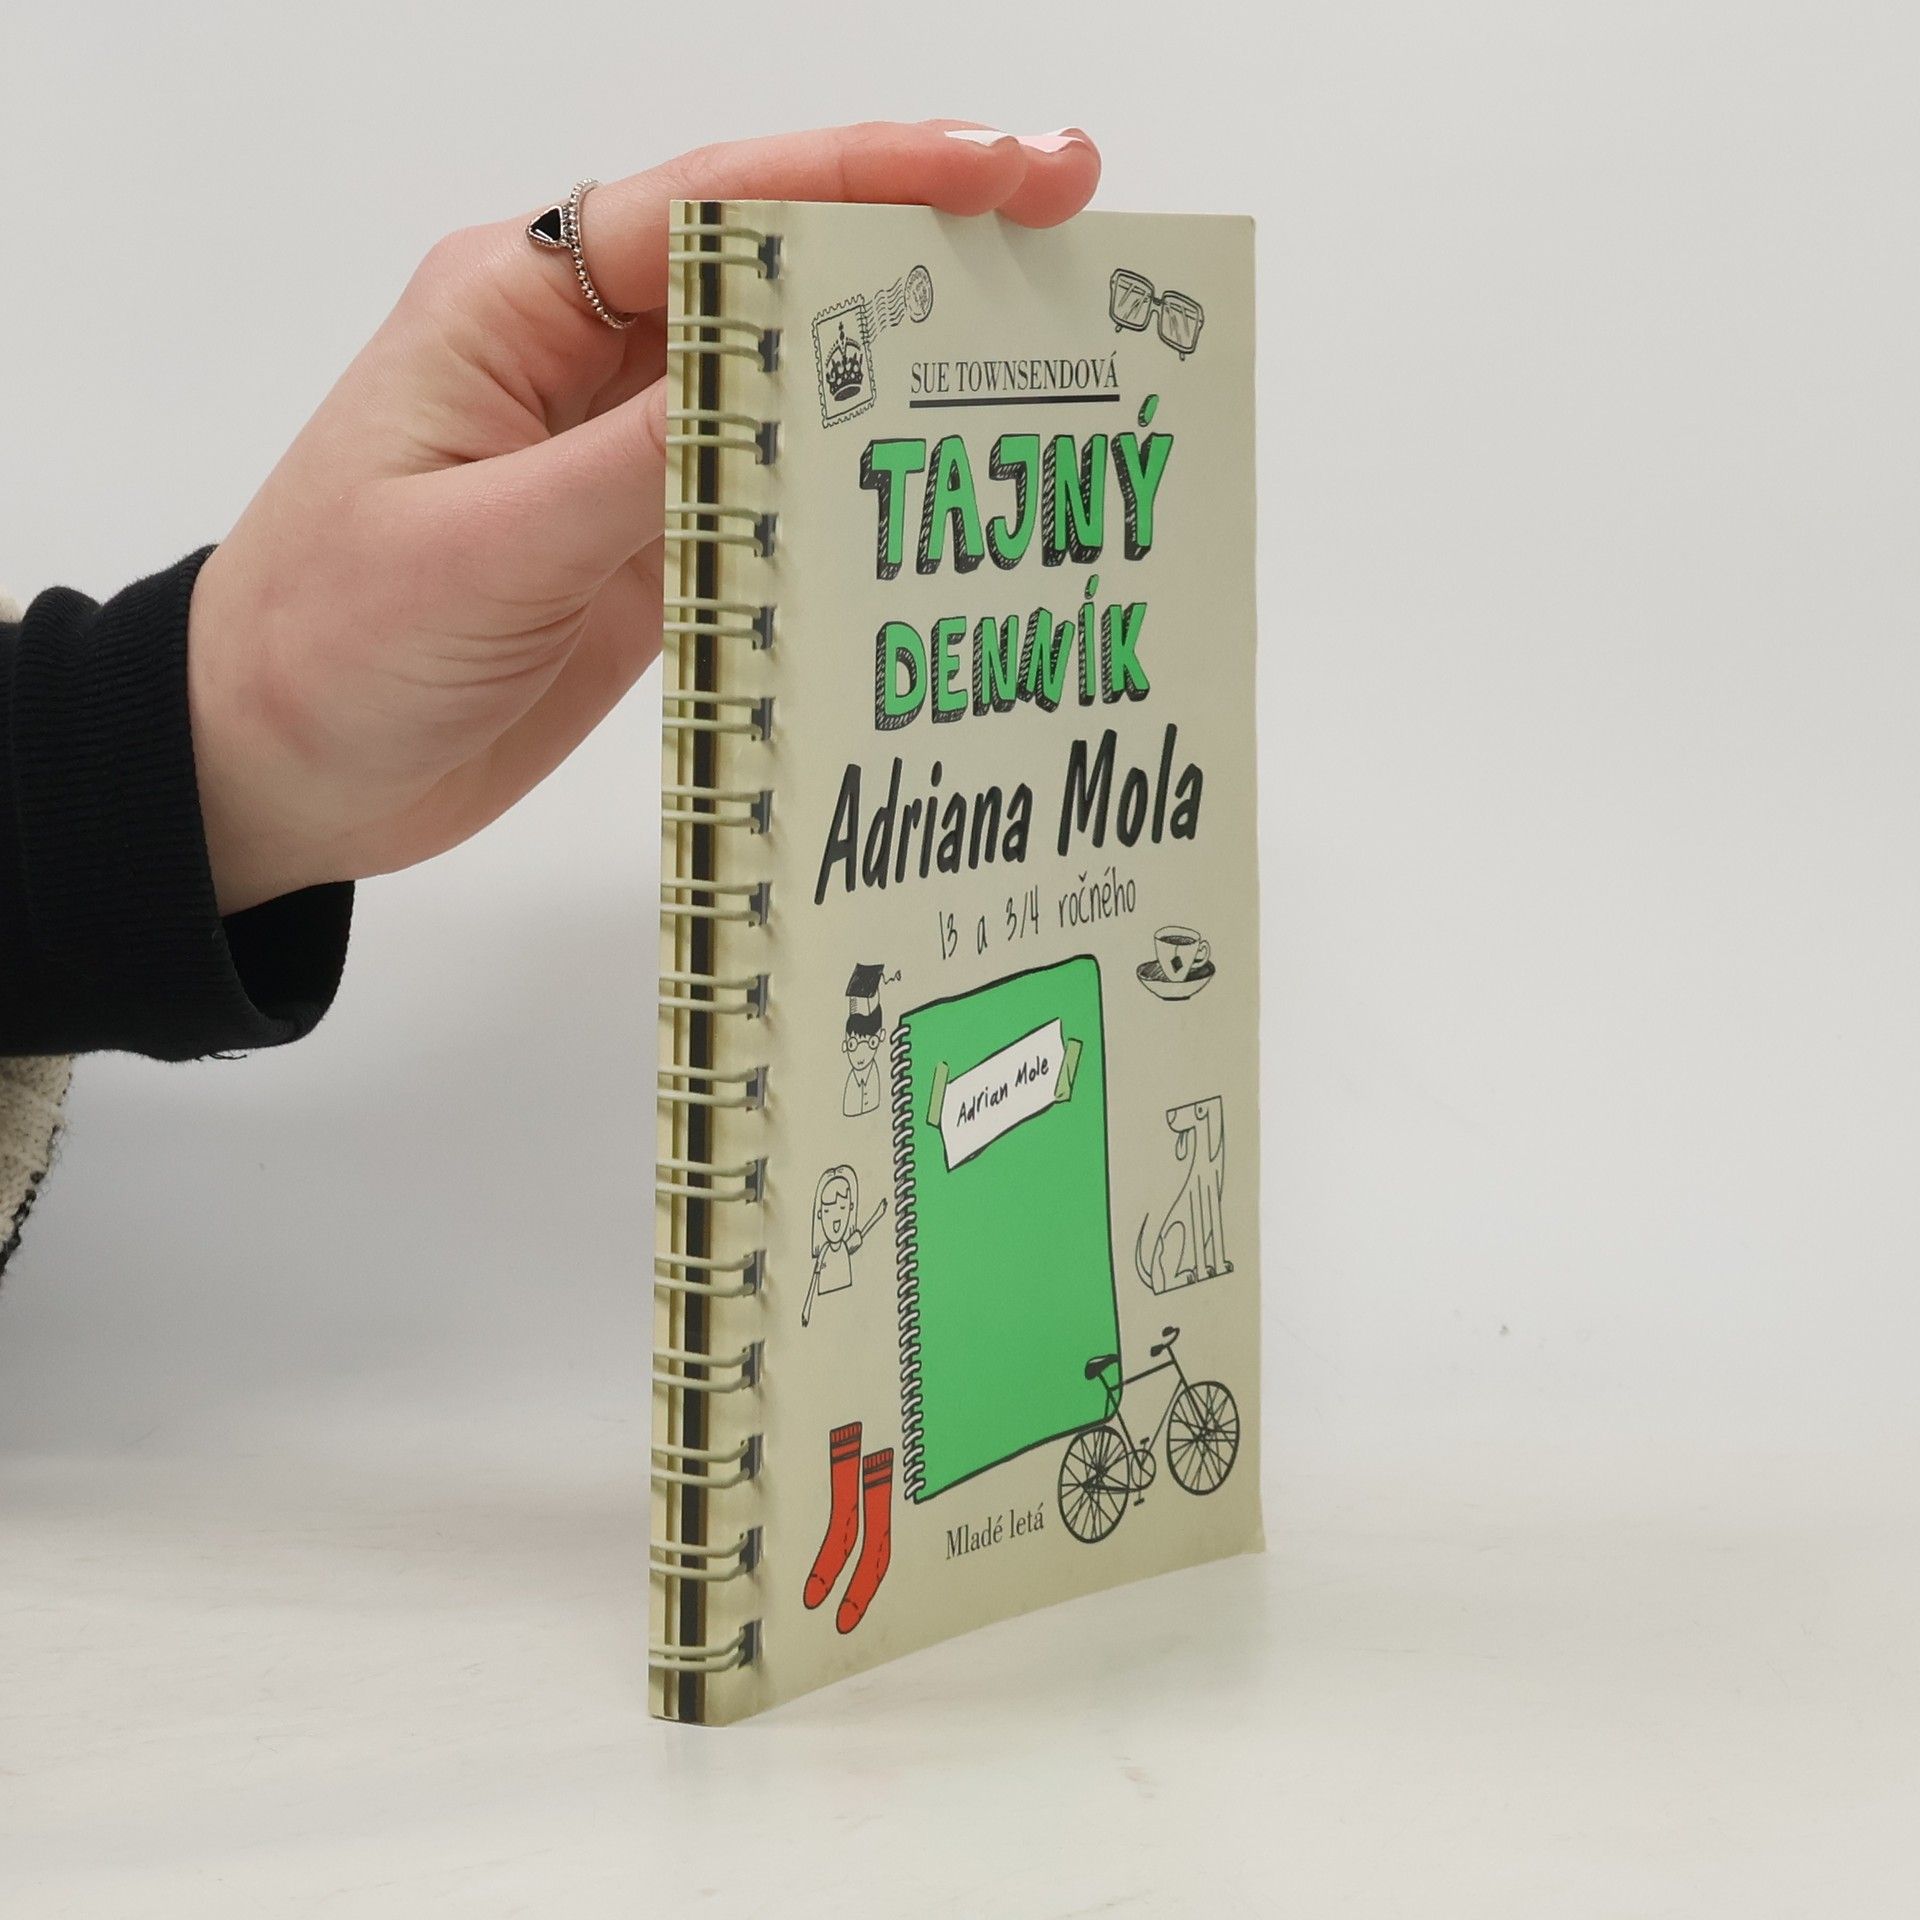 SUE TOWNSENDOVÁ
TAJNÝ
DENNÍK
Adriana Mola
13 a 3/4 ročného
Adrian Mole
Mladé letá